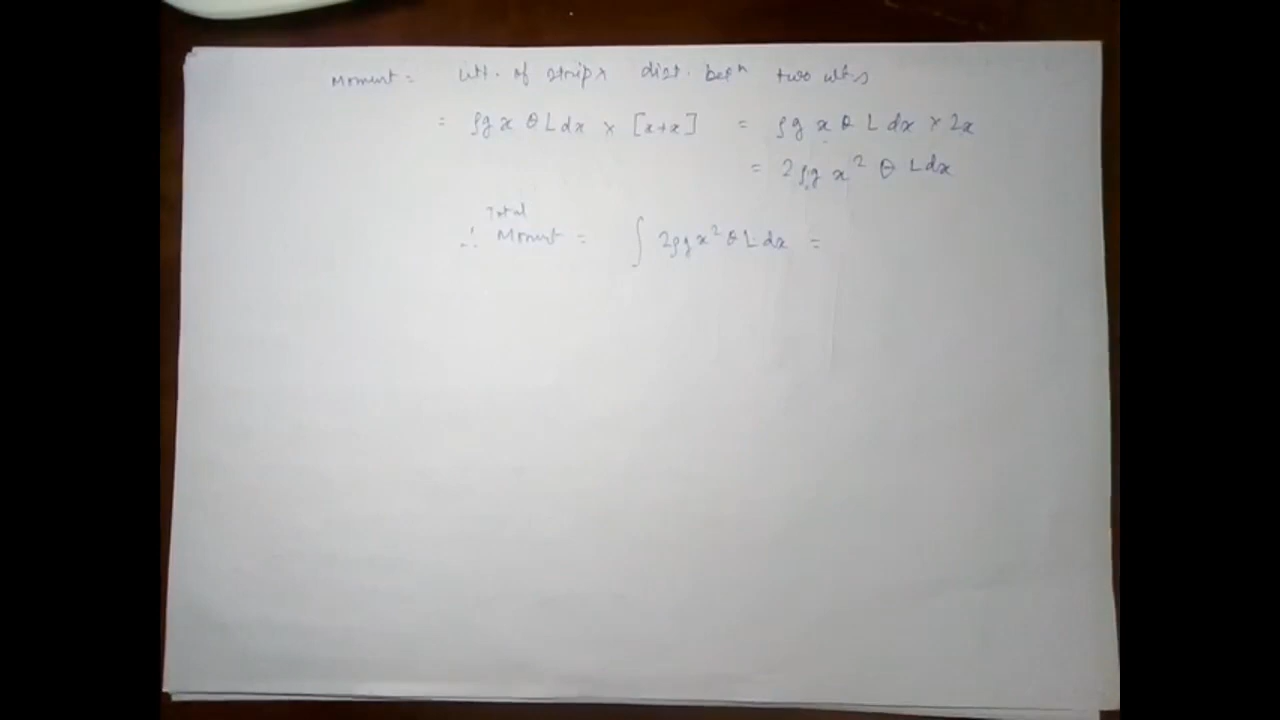 Moment = wt. of strip x dist. betn two wts
= ρg x θ L dx × [x+x] = ρg x θ L dx × 2x
= 2ρg x² θ L dx
∴ Total Moment = ∫ 2ρg x² θ L dx =